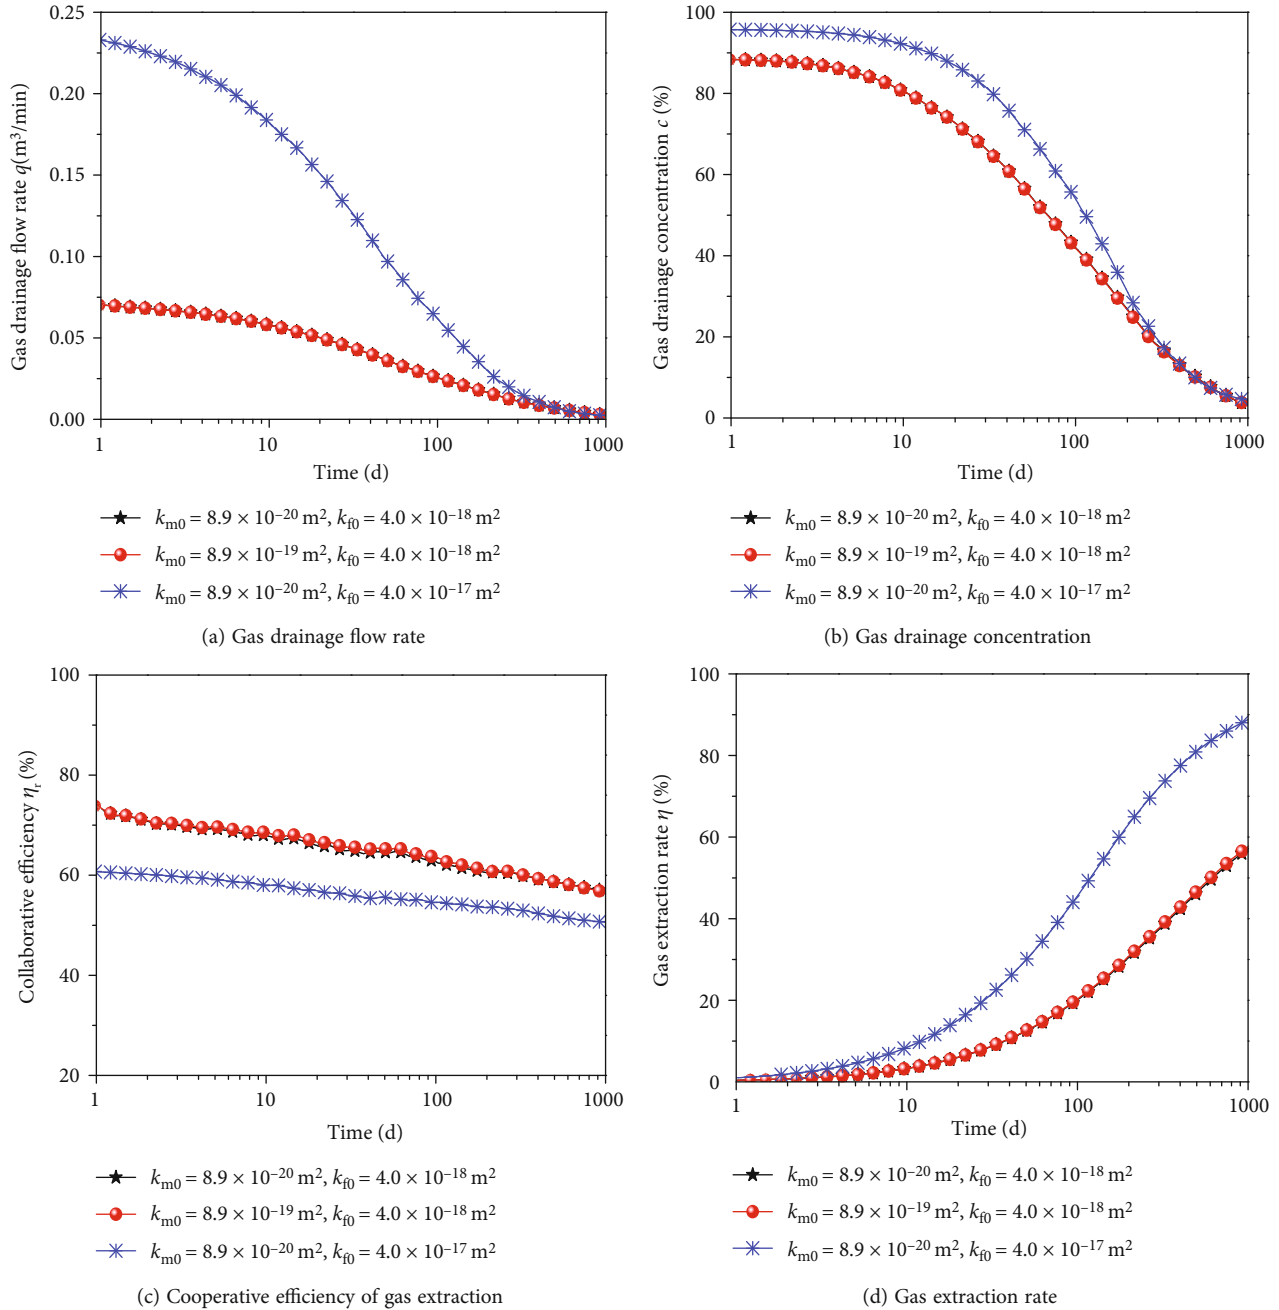 Gas drainage flow rate q(m³/min)
0.25
0.20
0.15
0.10
0.05
0.00
1 10 100 1000
Time (d)
k_m0 = 8.9 × 10⁻²⁰ m², k_f0 = 4.0 × 10⁻¹⁸ m²
k_m0 = 8.9 × 10⁻¹⁹ m², k_f0 = 4.0 × 10⁻¹⁸ m²
k_m0 = 8.9 × 10⁻²⁰ m², k_f0 = 4.0 × 10⁻¹⁷ m²
(a) Gas drainage flow rate
Gas drainage concentration c (%)
100
80
60
40
20
0
1 10 100 1000
Time (d)
k_m0 = 8.9 × 10⁻²⁰ m², k_f0 = 4.0 × 10⁻¹⁸ m²
k_m0 = 8.9 × 10⁻¹⁹ m², k_f0 = 4.0 × 10⁻¹⁸ m²
k_m0 = 8.9 × 10⁻²⁰ m², k_f0 = 4.0 × 10⁻¹⁷ m²
(b) Gas drainage concentration
Collaborative efficiency η (%)
100
80
60
40
20
1 10 100 1000
Time (d)
k_m0 = 8.9 × 10⁻²⁰ m², k_f0 = 4.0 × 10⁻¹⁸ m²
k_m0 = 8.9 × 10⁻¹⁹ m², k_f0 = 4.0 × 10⁻¹⁸ m²
k_m0 = 8.9 × 10⁻²⁰ m², k_f0 = 4.0 × 10⁻¹⁷ m²
(c) Cooperative efficiency of gas extraction
Gas extraction rate η (%)
100
80
60
40
20
0
1 10 100 1000
Time (d)
k_m0 = 8.9 × 10⁻²⁰ m², k_f0 = 4.0 × 10⁻¹⁸ m²
k_m0 = 8.9 × 10⁻¹⁹ m², k_f0 = 4.0 × 10⁻¹⁸ m²
k_m0 = 8.9 × 10⁻²⁰ m², k_f0 = 4.0 × 10⁻¹⁷ m²
(d) Gas extraction rate